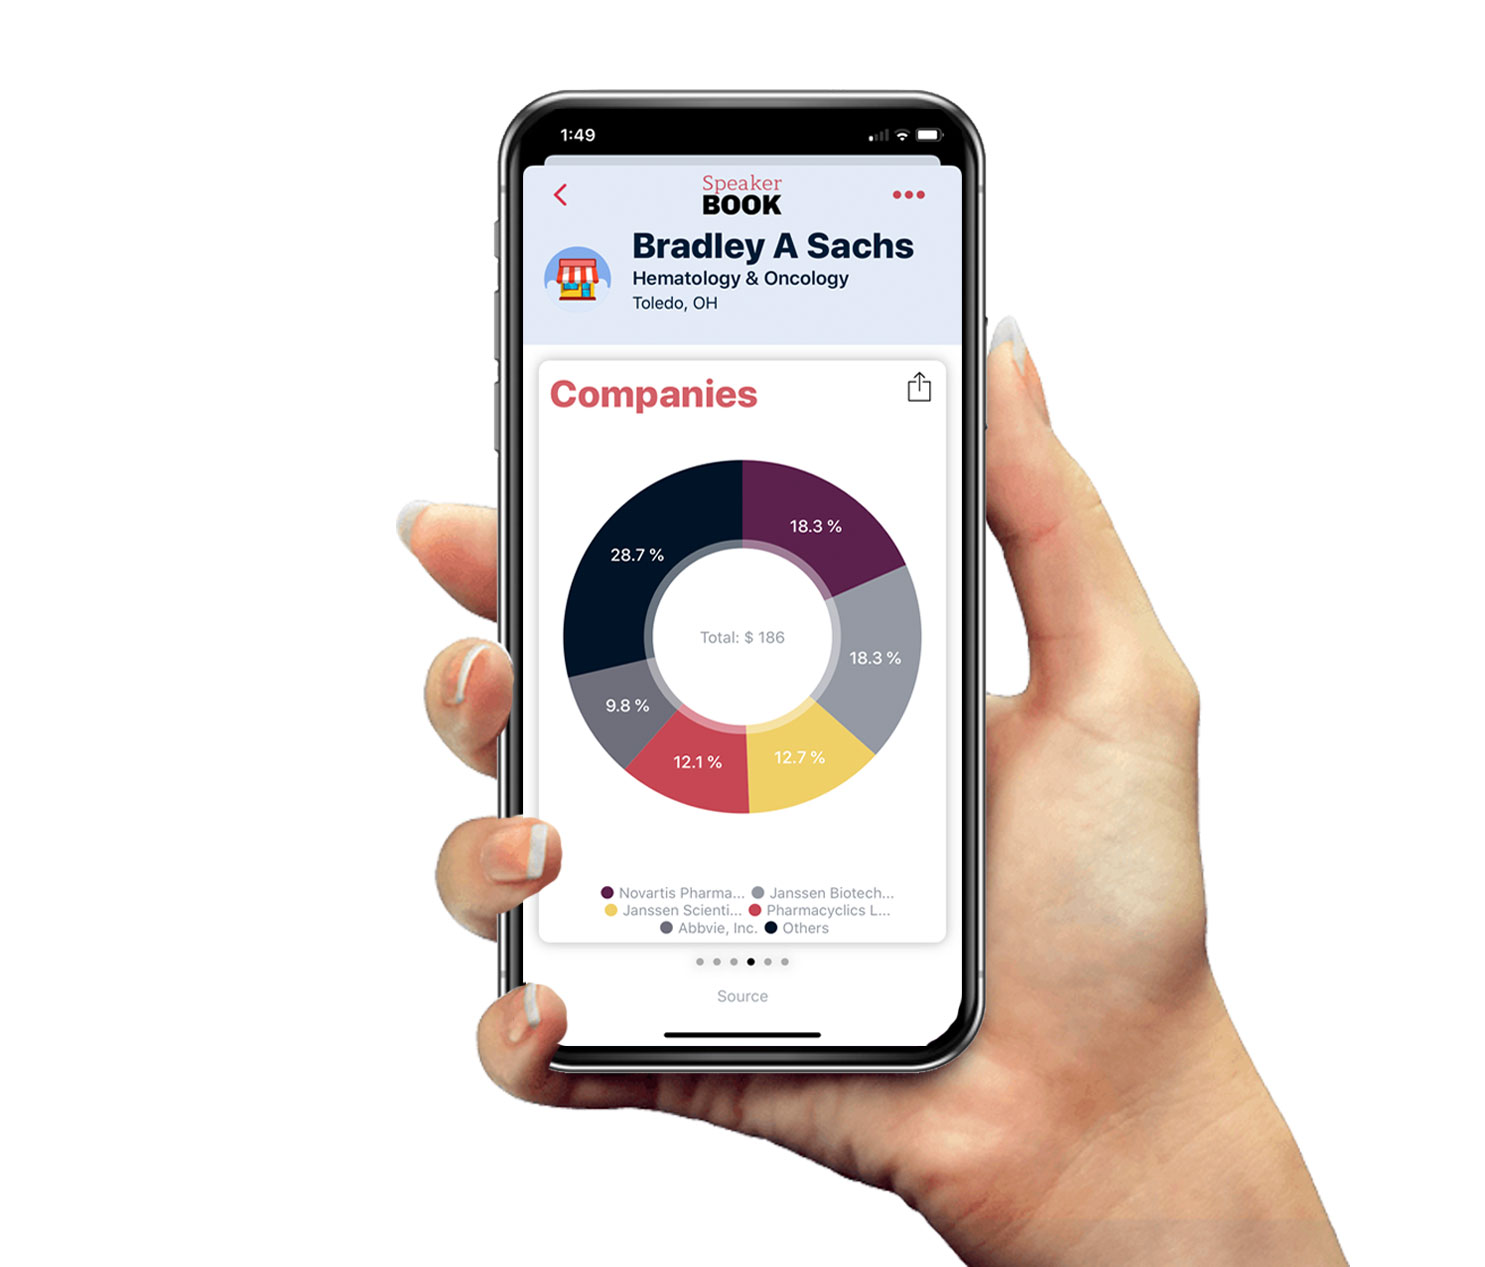 1:49
Speaker
BOOK
Bradley A Sachs
Hematology & Oncology
Toledo, OH
Companies
18.3 %
28.7 %
Total: $ 186
18.3 %
9.8 %
12.7 %
12.1 %
Novartis Pharma... Janssen Biotech...
Janssen Scienti... Pharmacyclics L...
Abbvie, Inc. Others
Source